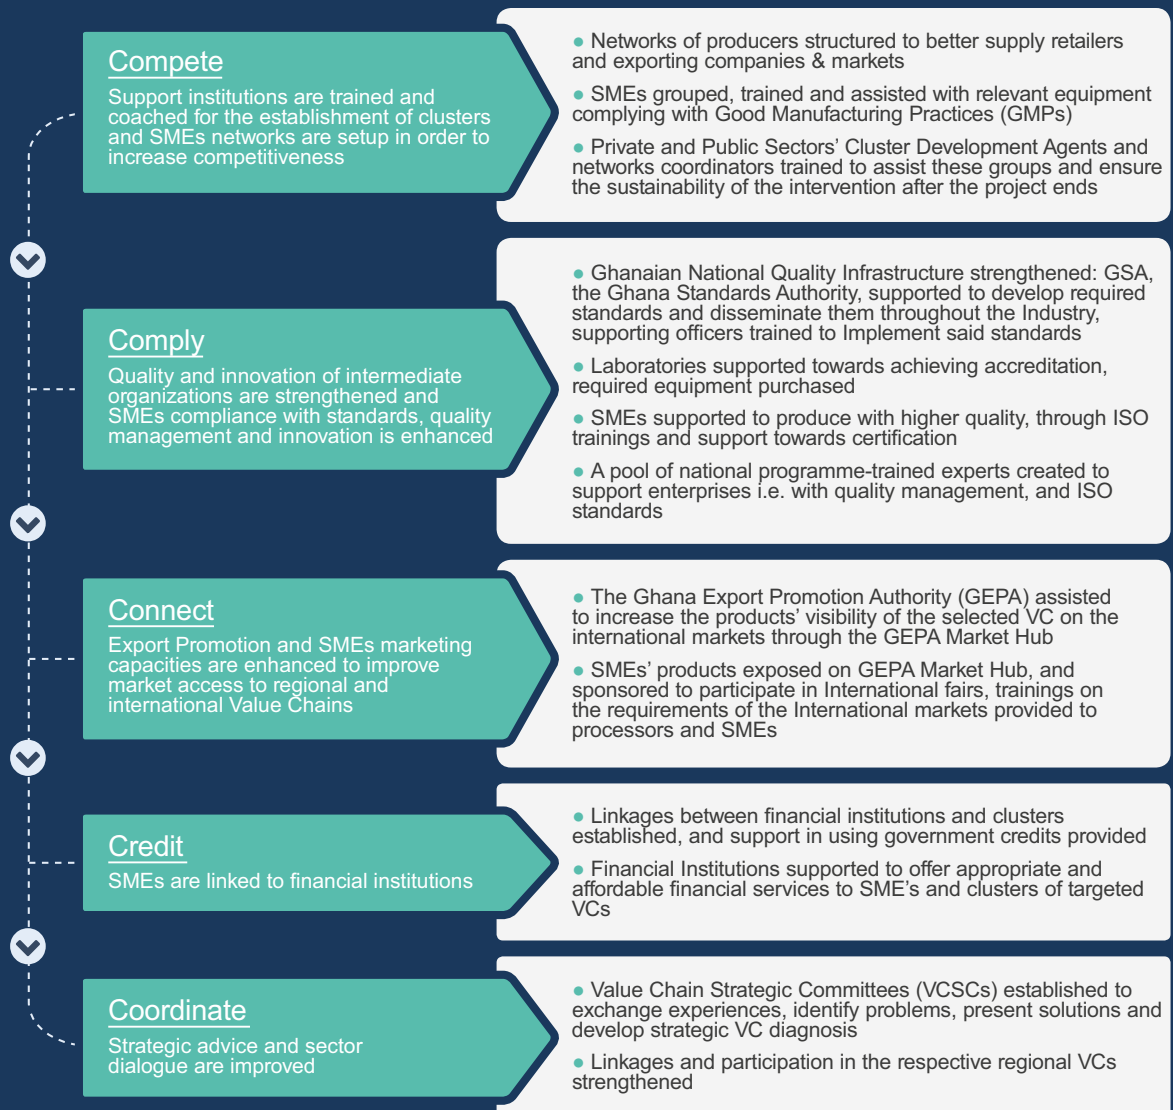 Compete
Support institutions are trained and
coached for the establishment of clusters
and SMEs networks are setup in order to
increase competitiveness
● Networks of producers structured to better supply retailers
and exporting companies & markets
● SMEs grouped, trained and assisted with relevant equipment
complying with Good Manufacturing Practices (GMPs)
● Private and Public Sectors’ Cluster Development Agents and
networks coordinators trained to assist these groups and ensure
the sustainability of the intervention after the project ends
Comply
Quality and innovation of intermediate
organizations are strengthened and
SMEs compliance with standards, quality
management and innovation is enhanced
● Ghanaian National Quality Infrastructure strengthened: GSA,
the Ghana Standards Authority, supported to develop required
standards and disseminate them throughout the Industry,
supporting officers trained to Implement said standards
● Laboratories supported towards achieving accreditation,
required equipment purchased
● SMEs supported to produce with higher quality, through ISO
trainings and support towards certification
● A pool of national programme-trained experts created to
support enterprises i.e. with quality management, and ISO
standards
Connect
Export Promotion and SMEs marketing
capacities are enhanced to improve
market access to regional and
international Value Chains
● The Ghana Export Promotion Authority (GEPA) assisted
to increase the products’ visibility of the selected VC on the
international markets through the GEPA Market Hub
● SMEs’ products exposed on GEPA Market Hub, and
sponsored to participate in International fairs, trainings on
the requirements of the International markets provided to
processors and SMEs
Credit
SMEs are linked to financial institutions
● Linkages between financial institutions and clusters
established, and support in using government credits provided
● Financial Institutions supported to offer appropriate and
affordable financial services to SME’s and clusters of targeted
VCs
Coordinate
Strategic advice and sector
dialogue are improved
● Value Chain Strategic Committees (VCSCs) established to
exchange experiences, identify problems, present solutions and
develop strategic VC diagnosis
● Linkages and participation in the respective regional VCs
strengthened